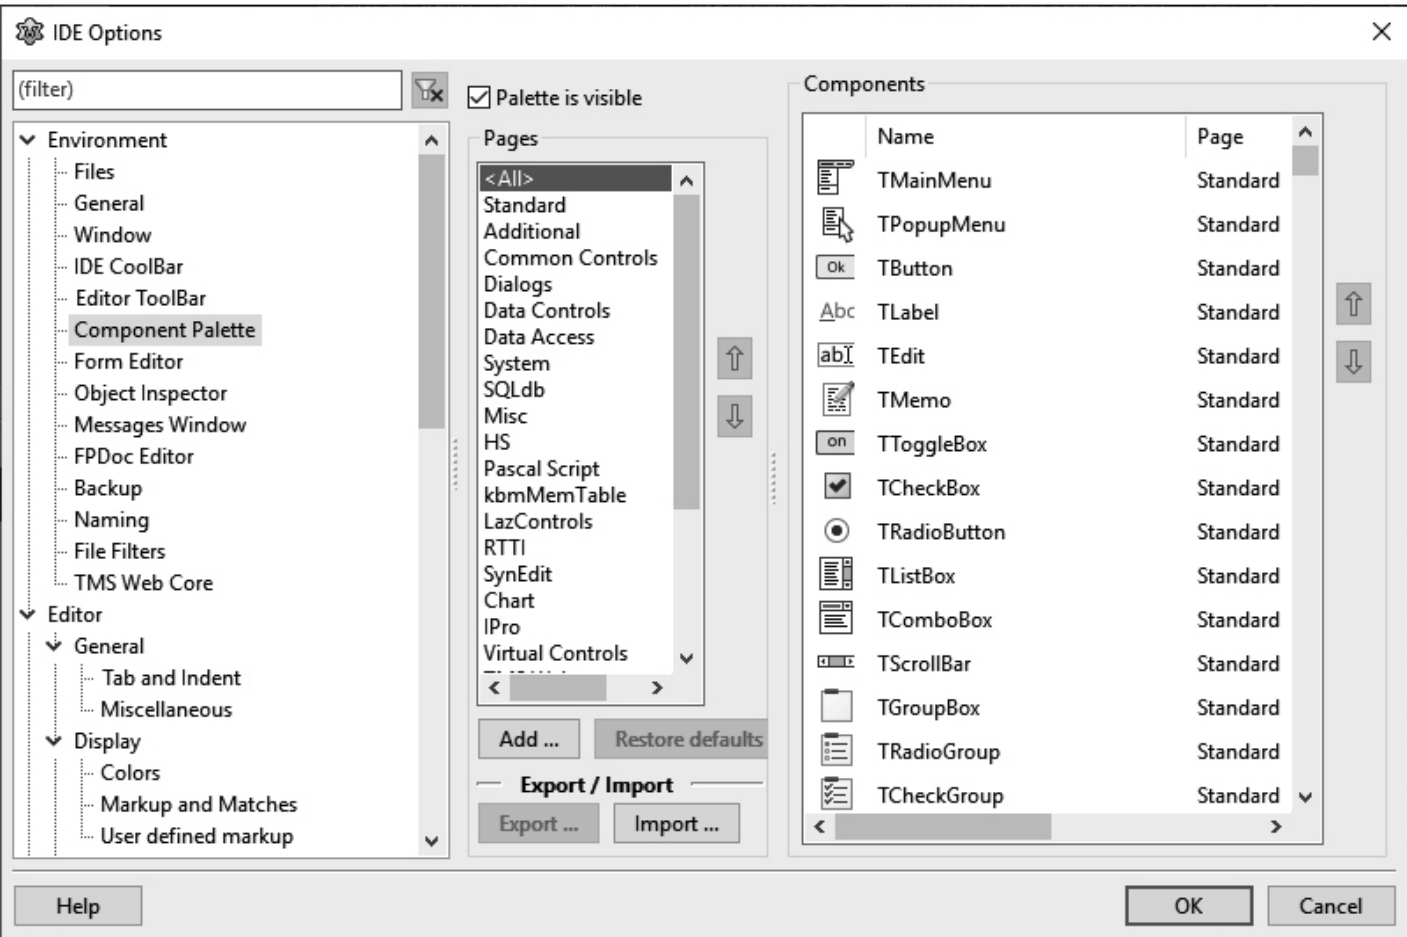 IDE Options
(filter)
Environment
Files
General
Window
IDE CoolBar
Editor ToolBar
Component Palette
Form Editor
Object Inspector
Messages Window
FPDoc Editor
Backup
Naming
File Filters
TMS Web Core
Editor
General
Tab and Indent
Miscellaneous
Display
Colors
Markup and Matches
User defined markup
Palette is visible
Pages
<All>
Standard
Additional
Common Controls
Dialogs
Data Controls
Data Access
System
SQLdb
Misc
HS
Pascal Script
kbmMemTable
LazControls
RTTI
SynEdit
Chart
IPro
Virtual Controls
Add ...
Restore defaults
Export / Import
Export ...
Import ...
Components
Name Page
TMainMenu Standard
TPopupMenu Standard
Ok TButton Standard
Abc TLabel Standard
ab TEdit Standard
TMemo Standard
on TToggleBox Standard
TCheckBox Standard
TRadioButton Standard
TListBox Standard
TComboBox Standard
TScrollBar Standard
TGroupBox Standard
TRadioGroup Standard
TCheckGroup Standard
Help
OK
Cancel